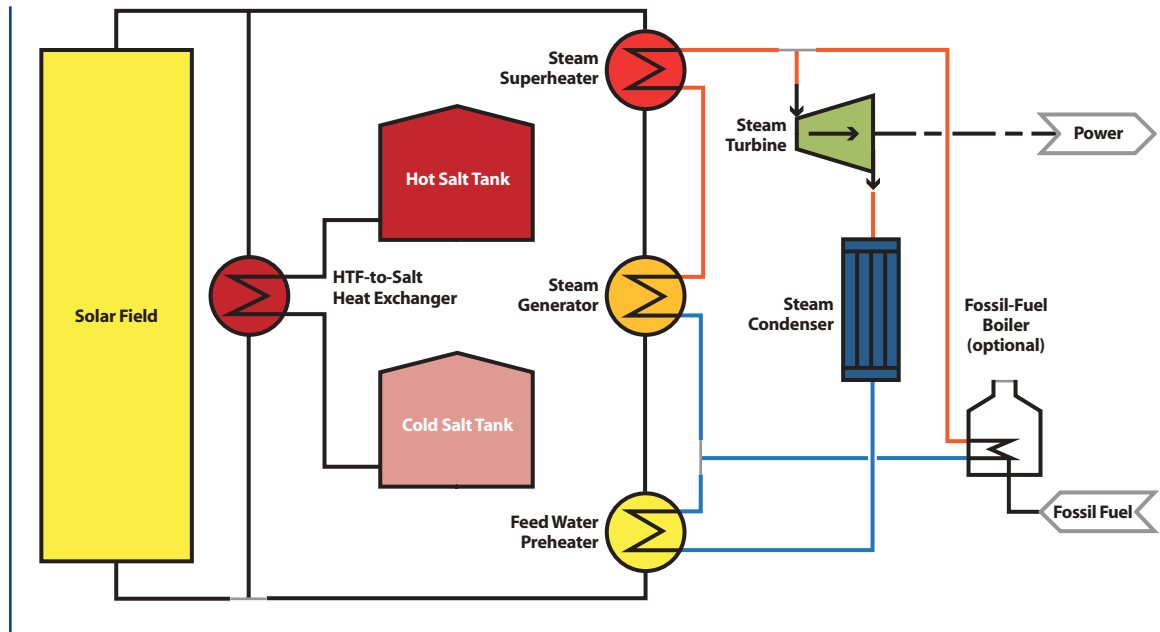 Steam
Superheater
Hot Salt Tank
Steam
Turbine
Power
Solar Field
HTF-to-Salt
Heat Exchanger
Steam
Generator
Steam
Condenser
Fossil-Fuel
Boiler
(optional)
Cold Salt Tank
Feed Water
Preheater
Fossil Fuel